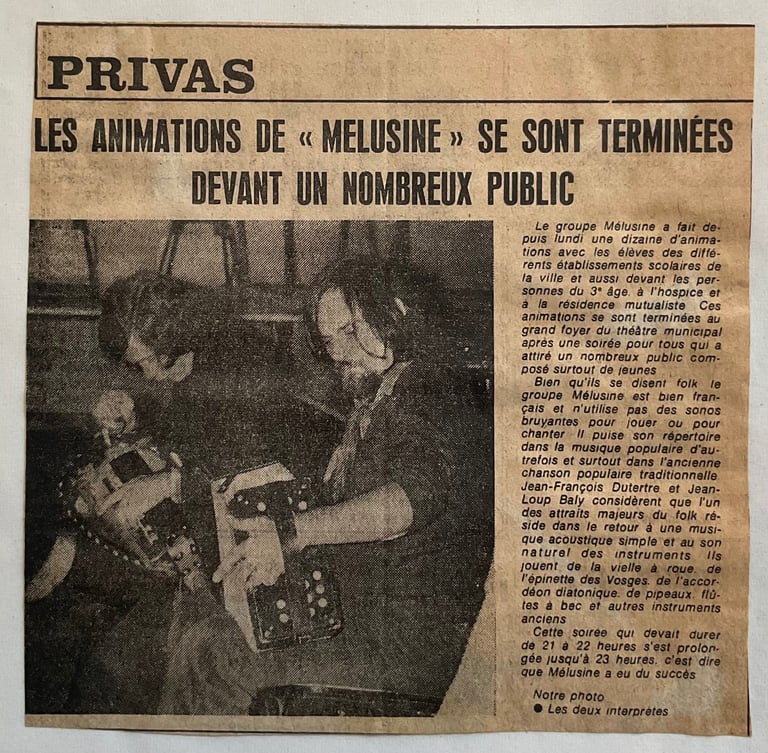 PRIVAS
LES ANIMATIONS DE « MELUSINE » SE SONT TERMINÉES
DEVANT UN NOMBREUX PUBLIC
Le groupe Mélusine a fait de-
puis lundi une dizaine d'anima-
tions avec les élèves des diffé-
rents établissements scolaires de
la ville et aussi devant les per-
sonnes du 3e âge, à l'hospice et
à la résidence mutualiste Ces
animations se sont terminées au
grand foyer du théâtre municipal
après une soirée pour tous qui a
attiré un nombreux public com-
posé surtout de jeunes
Bien qu'ils se disent folk le
groupe Mélusine est bien fran-
çais et n'utilise pas des sonos
bruyantes pour jouer ou pour
chanter Il puise son répertoire
dans la musique populaire d'au-
trefois et surtout dans l'ancienne
chanson populaire traditionnelle
Jean-François Dutertre et Jean-
Loup Baly considèrent que l'un
des attraits majeurs du folk ré-
side dans le retour à une musi-
que acoustique simple et au son
naturel des instruments Ils
jouent de la vielle à roue, de
l'épinette des Vosges, de l'accor-
déon diatonique, de pipeaux, flû-
tes à bec et autres instruments
anciens
Cette soirée qui devait durer
de 21 à 22 heures s'est prolon-
gée jusqu'à 23 heures, c'est dire
que Mélusine a eu du succès
Notre photo
● Les deux interprètes